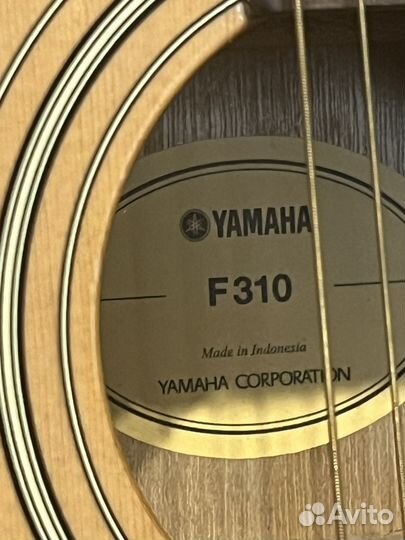 YAMAHA
F310
Made in Indonesia
YAMAHA CORPORATION
Avito